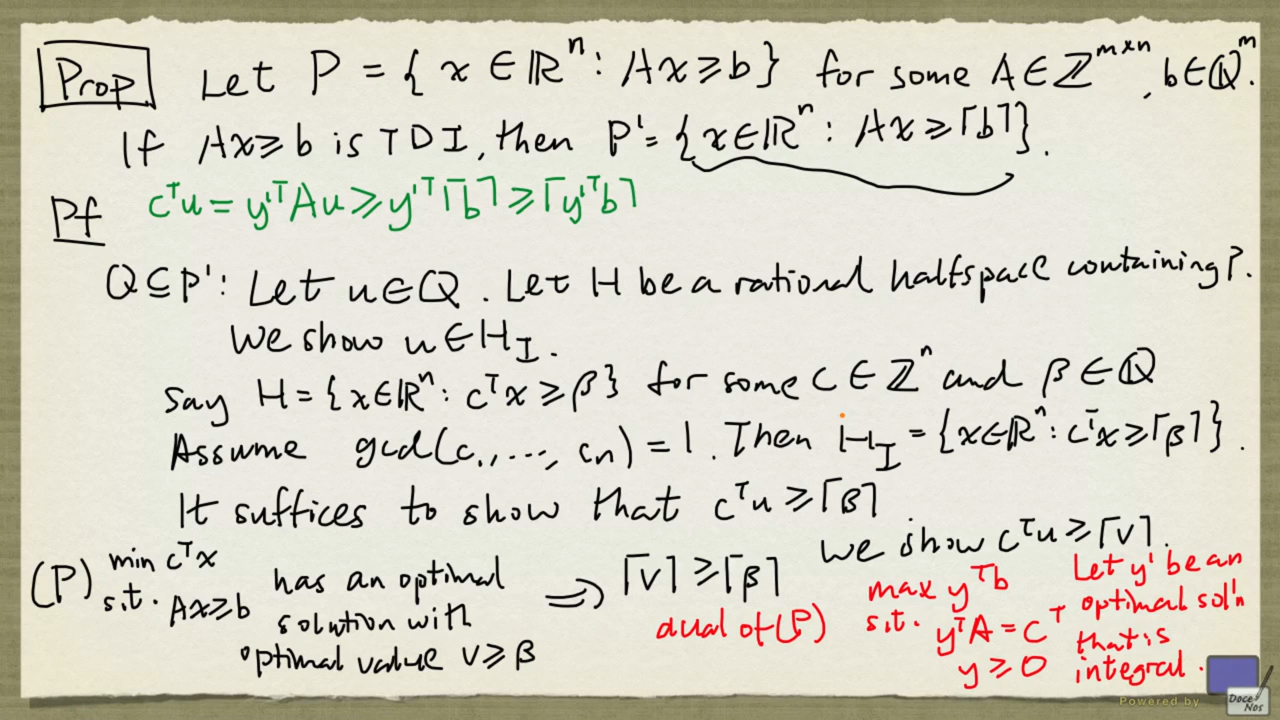 Prop Let P = { x ∈ ℝⁿ : Ax ≥ b } for some A ∈ ℤ^{m×n}, b ∈ ℚ^m.
If Ax ≥ b is TDI, then P' = {x ∈ ℝⁿ : Ax ≥ ⌈b⌉}.
Pf cᵀu = y'ᵀAu ≥ y'ᵀ⌈b⌉ ≥ ⌈y'ᵀb⌉
Q ⊆ P' : Let u ∈ Q. Let H be a rational halfspace containing P.
We show u ∈ H_I.
Say H = {x ∈ ℝⁿ : cᵀx ≥ β} for some c ∈ ℤⁿ and β ∈ ℚ
Assume gcd(c₁, ..., cₙ) = 1. Then H_I = {x ∈ ℝⁿ : cᵀx ≥ ⌈β⌉}.
It suffices to show that cᵀu ≥ ⌈β⌉
(P) min cᵀx
s.t. Ax ≥ b
has an optimal
solution with
optimal value v ≥ β
⟹ ⌈v⌉ ≥ ⌈β⌉
we show cᵀu ≥ ⌈v⌉.
dual of (P)
max yᵀb
s.t. yᵀA = cᵀ
y ≥ 0
Let y' be an
optimal sol'n
that is
integral.
Powered by
Doce
Nos